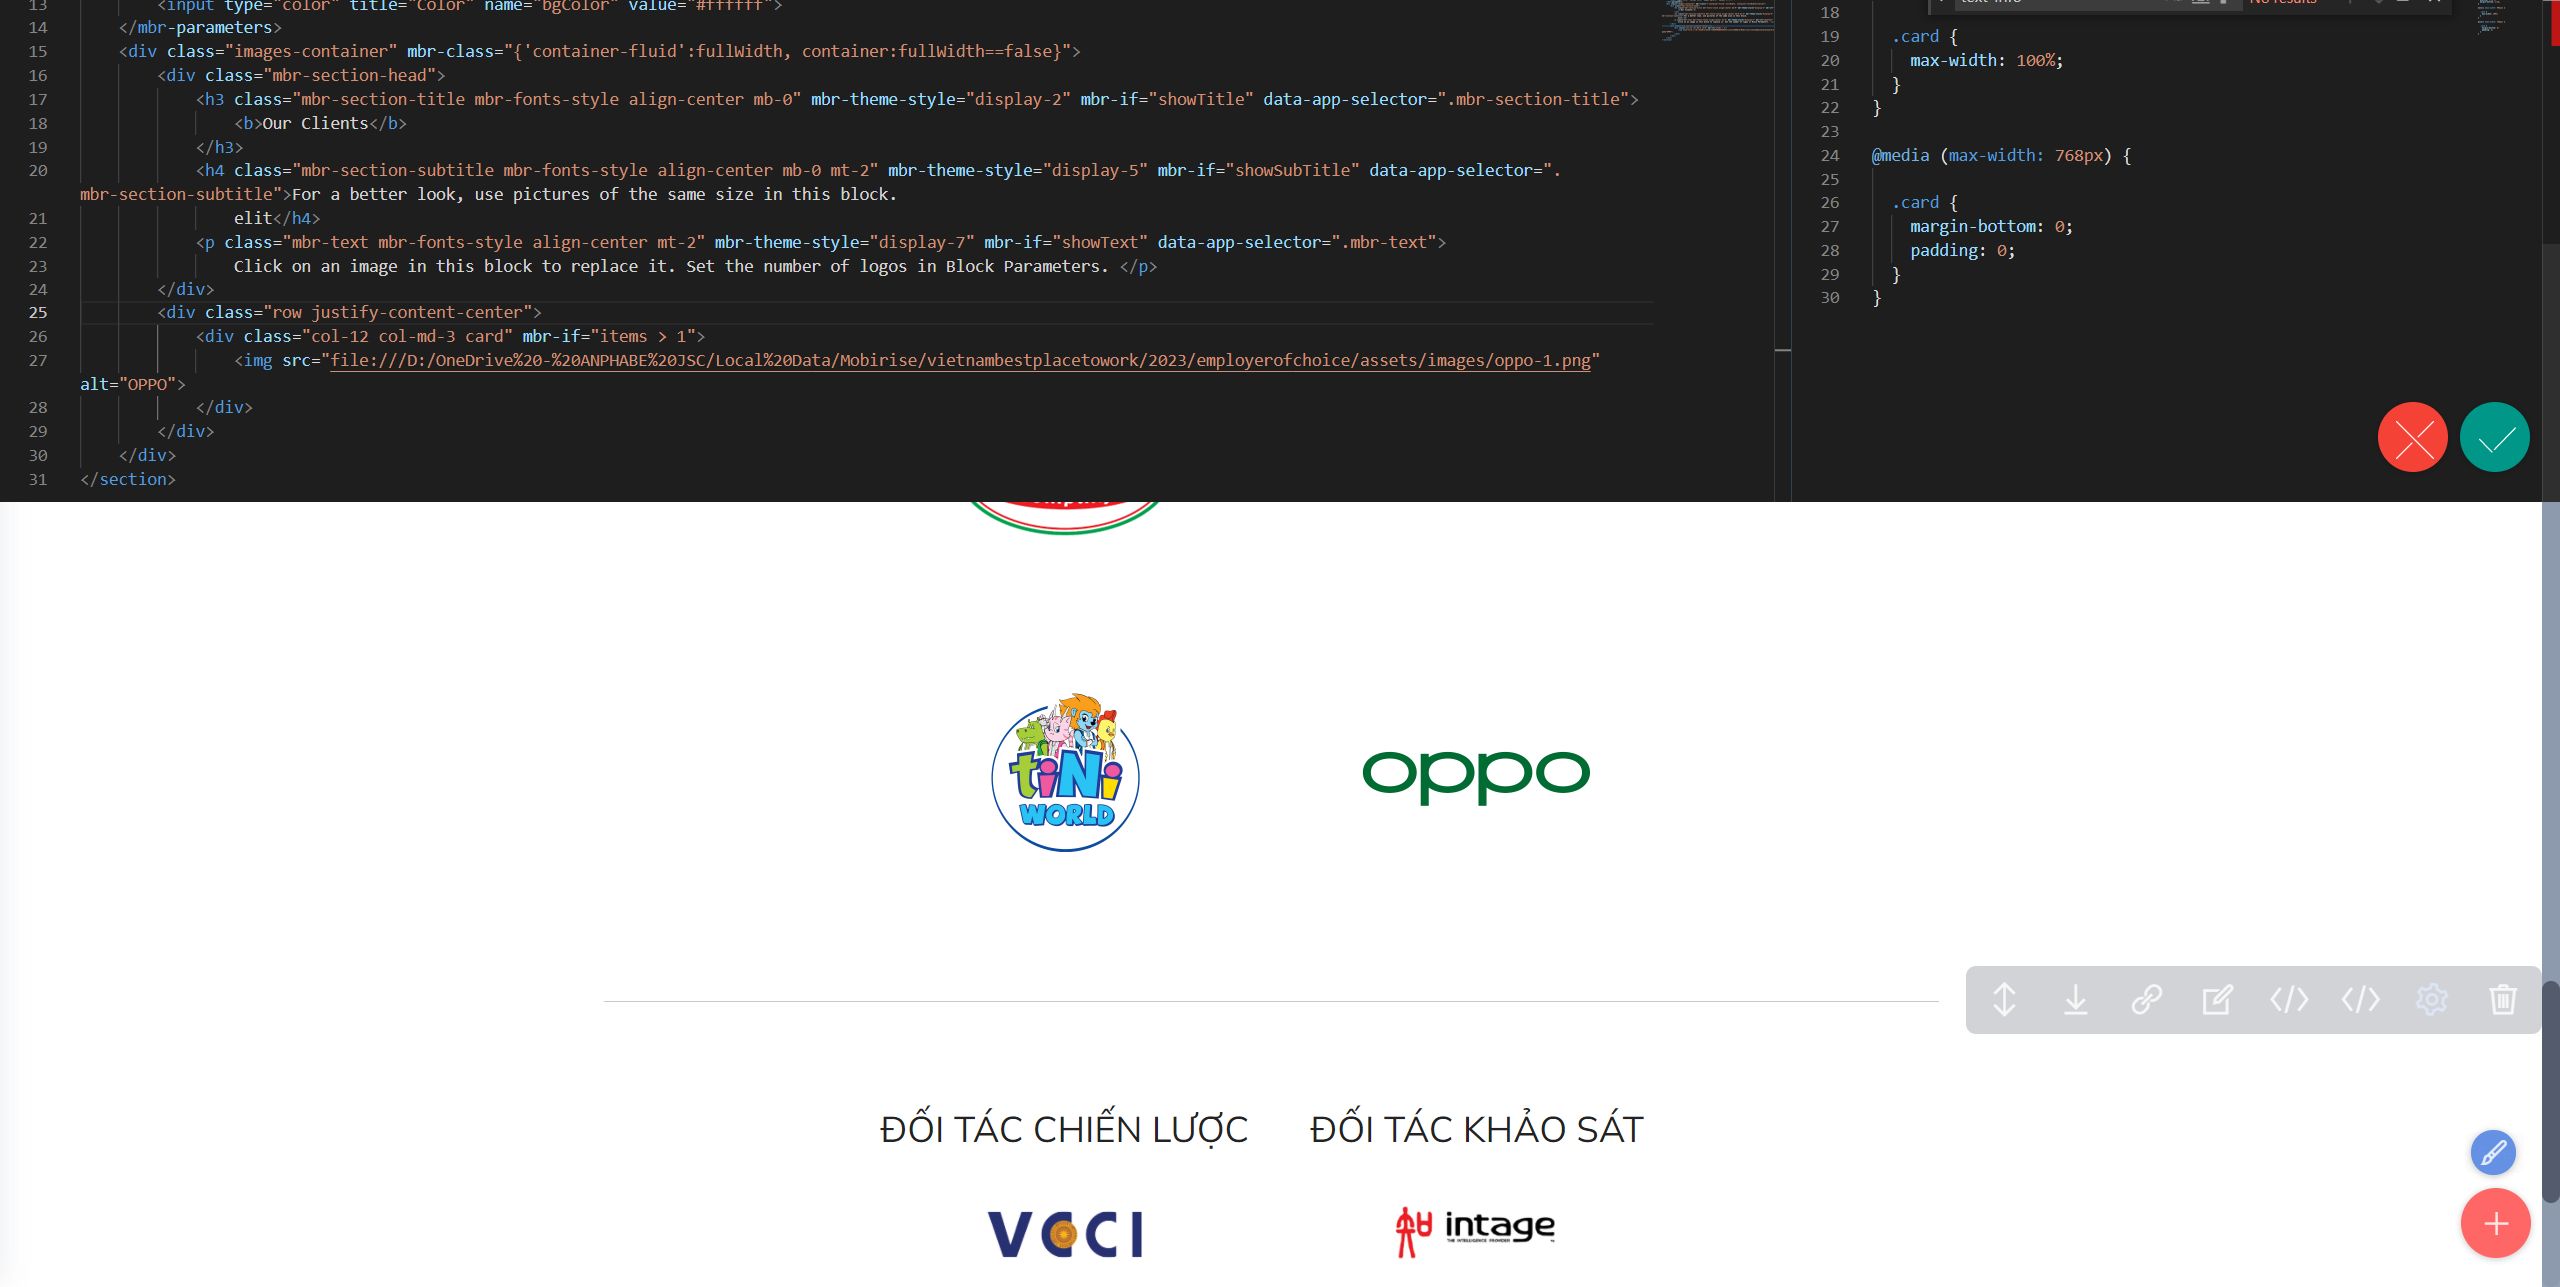 13 <input type="color" title="Color" name="bgColor" value="#ffffff">
14 </mbr-parameters>
15 <div class="images-container" mbr-class="{'container-fluid':fullWidth, container:fullWidth==false}">
16 <div class="mbr-section-head">
17 <h3 class="mbr-section-title mbr-fonts-style align-center mb-0" mbr-theme-style="display-2" mbr-if="showTitle" data-app-selector=".mbr-section-title">
18 <b>Our Clients</b>
19 </h3>
20 <h4 class="mbr-section-subtitle mbr-fonts-style align-center mb-0 mt-2" mbr-theme-style="display-5" mbr-if="showSubTitle" data-app-selector=".
mbr-section-subtitle">For a better look, use pictures of the same size in this block.
21 elit</h4>
22 <p class="mbr-text mbr-fonts-style align-center mt-2" mbr-theme-style="display-7" mbr-if="showText" data-app-selector=".mbr-text">
23 Click on an image in this block to replace it. Set the number of logos in Block Parameters. </p>
24 </div>
25 <div class="row justify-content-center">
26 <div class="col-12 col-md-3 card" mbr-if="items > 1">
27 <img src="file:///D:/OneDrive%20-%20ANPHABE%20JSC/Local%20Data/Mobirise/vietnambestplacetowork/2023/employerofchoice/assets/images/oppo-1.png"
alt="OPPO">
28 </div>
29 </div>
30 </div>
31 </section>
No results
18
19 .card {
20 max-width: 100%;
21 }
22 }
23
24 @media (max-width: 768px) {
25
26 .card {
27 margin-bottom: 0;
28 padding: 0;
29 }
30 }
tiNi
WORLD
oppo
ĐỐI TÁC CHIẾN LƯỢC
ĐỐI TÁC KHẢO SÁT
VCCI
intage
THE INTELLIGENCE PROVIDER